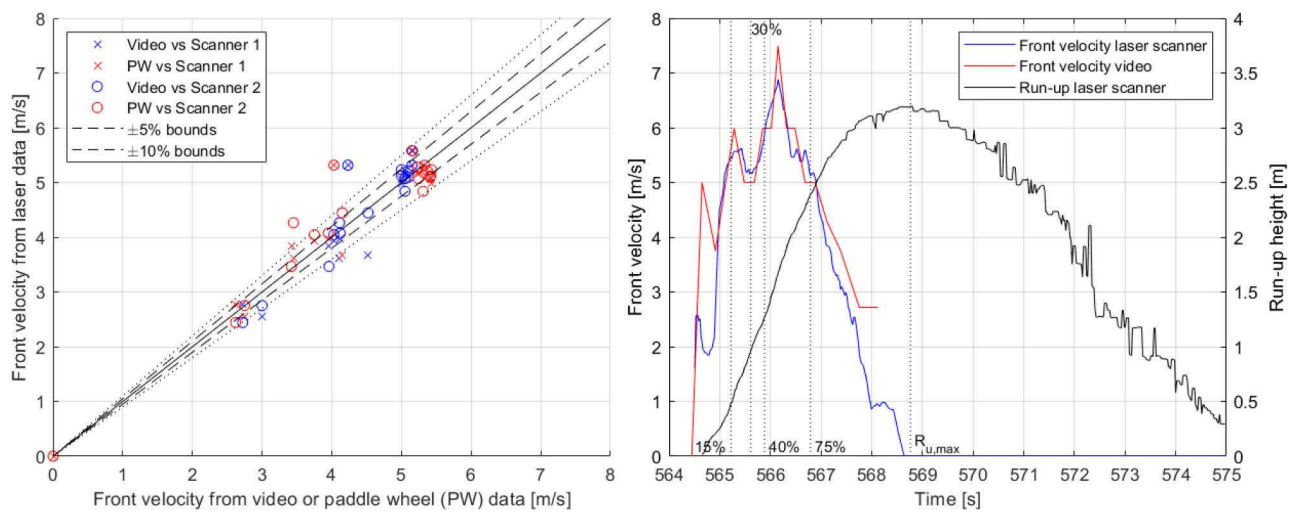 8
7
6
5
4
3
2
1
0
Front velocity from laser data [m/s]
Video vs Scanner 1
PW vs Scanner 1
Video vs Scanner 2
PW vs Scanner 2
±5% bounds
±10% bounds
0 1 2 3 4 5 6 7 8
Front velocity from video or paddle wheel (PW) data [m/s]
8
7
6
5
4
3
2
1
0
Front velocity [m/s]
30%
Front velocity laser scanner
Front velocity video
Run-up laser scanner
15% 40% 75% Ru,max
4
3.5
3
2.5
2
1.5
1
0.5
0
Run-up height [m]
564 565 566 567 568 569 570 571 572 573 574 575
Time [s]